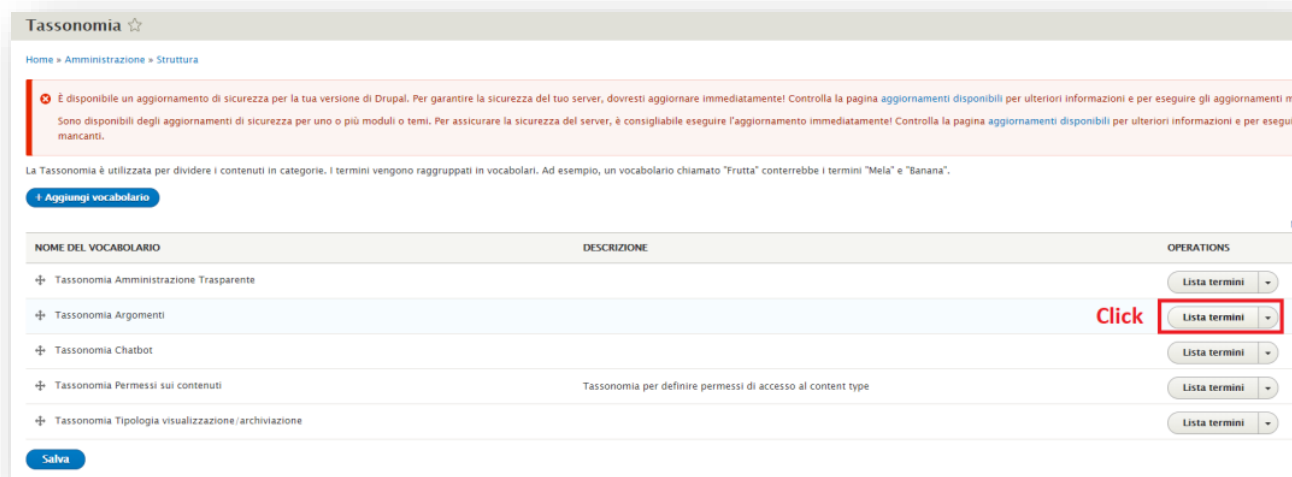 Tassonomia
Home » Amministrazione » Struttura
È disponibile un aggiornamento di sicurezza per la tua versione di Drupal. Per garantire la sicurezza del tuo server, dovresti aggiornare immediatamente! Controlla la pagina aggiornamenti disponibili per ulteriori informazioni e per eseguire gli aggiornamenti
Sono disponibili degli aggiornamenti di sicurezza per uno o più moduli o temi. Per assicurare la sicurezza del server, è consigliabile eseguire l'aggiornamento immediatamente! Controlla la pagina aggiornamenti disponibili per ulteriori informazioni e per
mancanti.
La Tassonomia è utilizzata per dividere i contenuti in categorie. I termini vengono raggruppati in vocabolari. Ad esempio, un vocabolario chiamato "Frutta" conterrebbe i termini "Mela" e "Banana".
+ Aggiungi vocabolario
NOME DEL VOCABOLARIO DESCRIZIONE OPERATIONS
Tassonomia Amministrazione Trasparente Lista termini
Tassonomia Argomenti Click Lista termini
Tassonomia Chatbot Lista termini
Tassonomia Permessi sui contenuti Tassonomia per definire permessi di accesso al content type Lista termini
Tassonomia Tipologia visualizzazione/archiviazione Lista termini
Salva